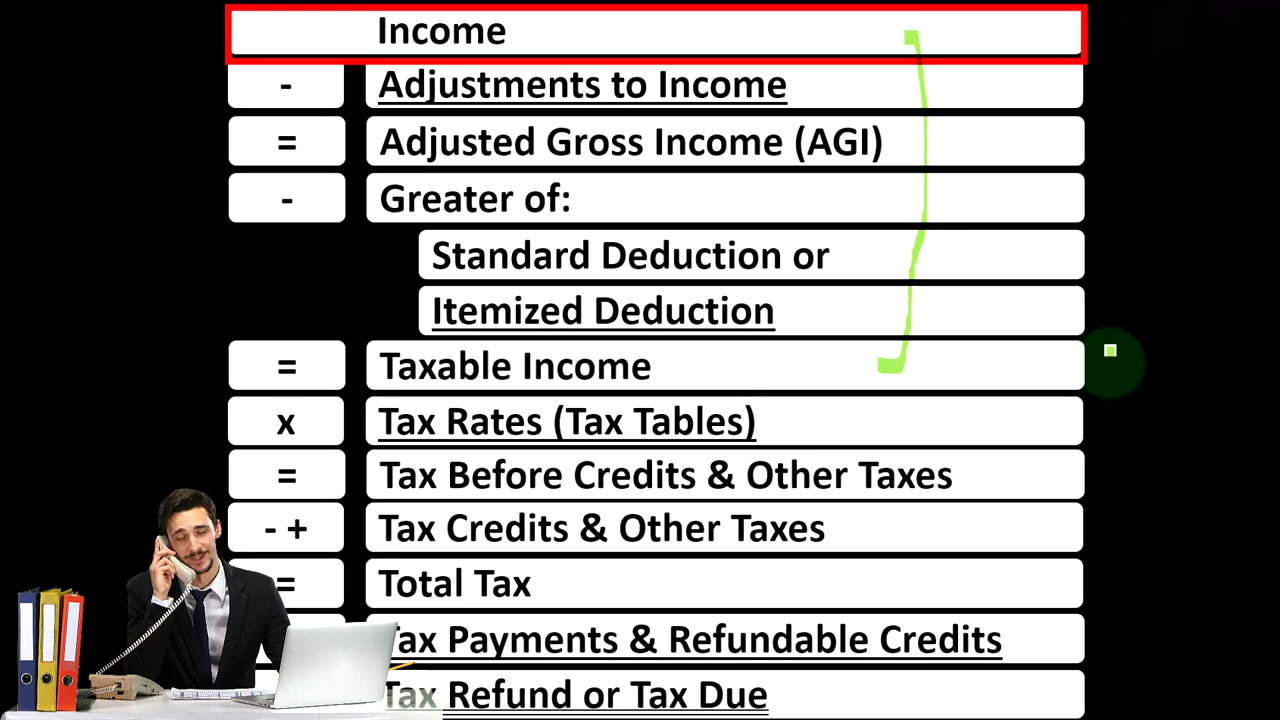 Income
- Adjustments to Income
= Adjusted Gross Income (AGI)
- Greater of:
Standard Deduction or
Itemized Deduction
= Taxable Income
x Tax Rates (Tax Tables)
= Tax Before Credits & Other Taxes
- + Tax Credits & Other Taxes
= Total Tax
Tax Payments & Refundable Credits
Tax Refund or Tax Due